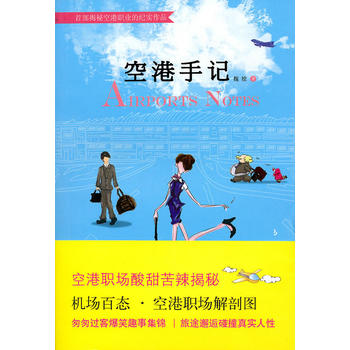 首部揭秘空港职业的纪实作品
空港手记
AIRPORTS NOTES
空港职场酸甜苦辣揭秘
机场百态·空港职场解剖图
匆匆过客爆笑趣事集锦 | 旅途邂逅碰撞真实人性